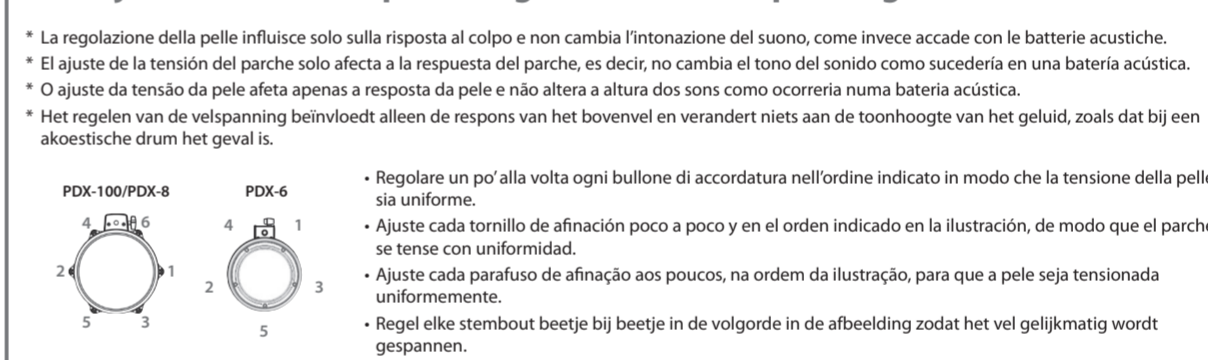 * La regolazione della pelle influisce solo sulla risposta al colpo e non cambia l’intonazione del suono, come invece accade con le batterie acustiche.
* El ajuste de la tensión del parche solo afecta a la respuesta del parche, es decir, no cambia el tono del sonido como sucedería en una batería acústica.
* O ajuste da tensão da pele afeta apenas a resposta da pele e não altera a altura dos sons como ocorreria numa bateria acústica.
* Het regelen van de velspanning beïnvloedt alleen de respons van het bovenvel en verandert niets aan de toonhoogte van het geluid, zoals dat bij een
akoestische drum het geval is.
PDX-100/PDX-8
4 6
2 1
5 3
PDX-6
4 1
2 3
5
• Regolare un po’ alla volta ogni bullone di accordatura nell’ordine indicato in modo che la tensione della pelle
sia uniforme.
• Ajuste cada tornillo de afinación poco a poco y en el orden indicado en la ilustración, de modo que el parche
se tense con uniformidad.
• Ajuste cada parafuso de afinação aos poucos, na ordem da ilustração, para que a pele seja tensionada
uniformemente.
• Regel elke stembout beetje bij beetje in de volgorde in de afbeelding zodat het vel gelijkmatig wordt
gespannen.